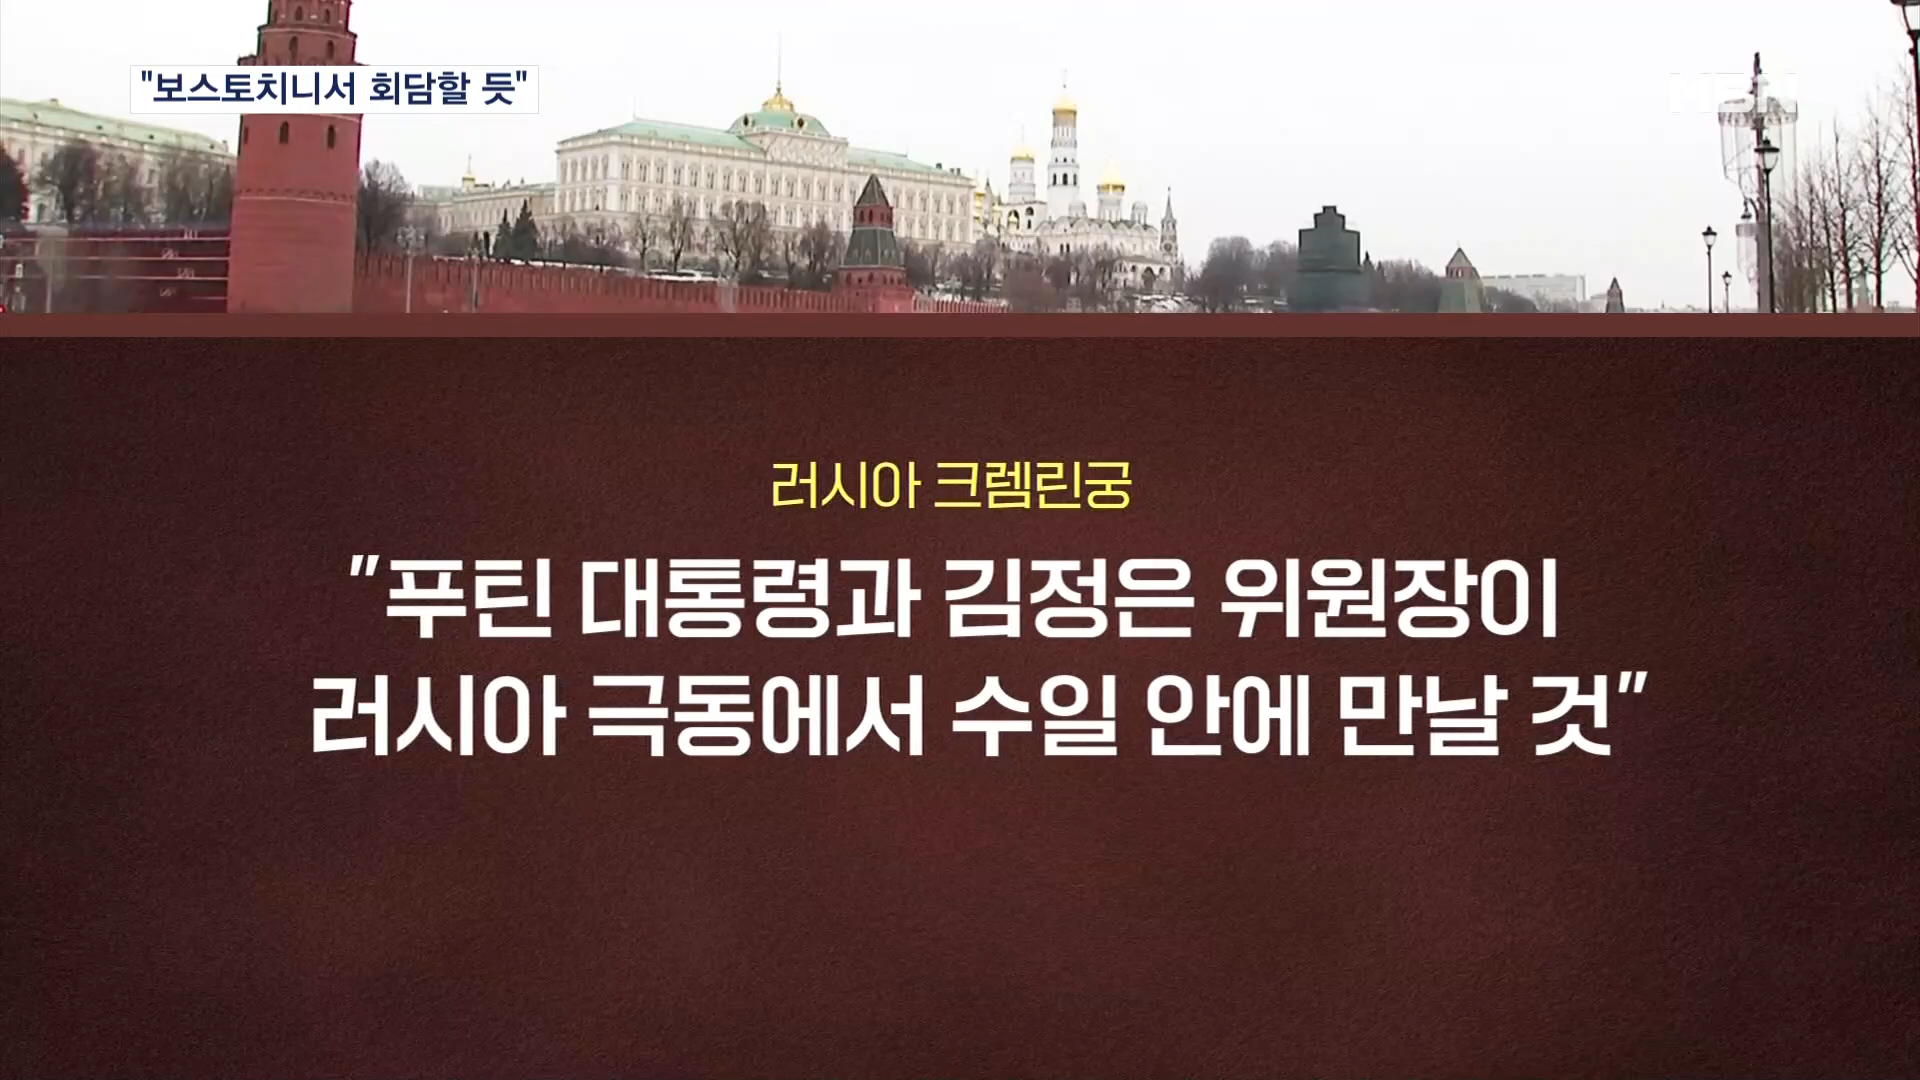 "보스토치니서 회담할 듯"
MBN
러시아 크렘린궁
"푸틴 대통령과 김정은 위원장이
러시아 극동에서 수일 안에 만날 것"